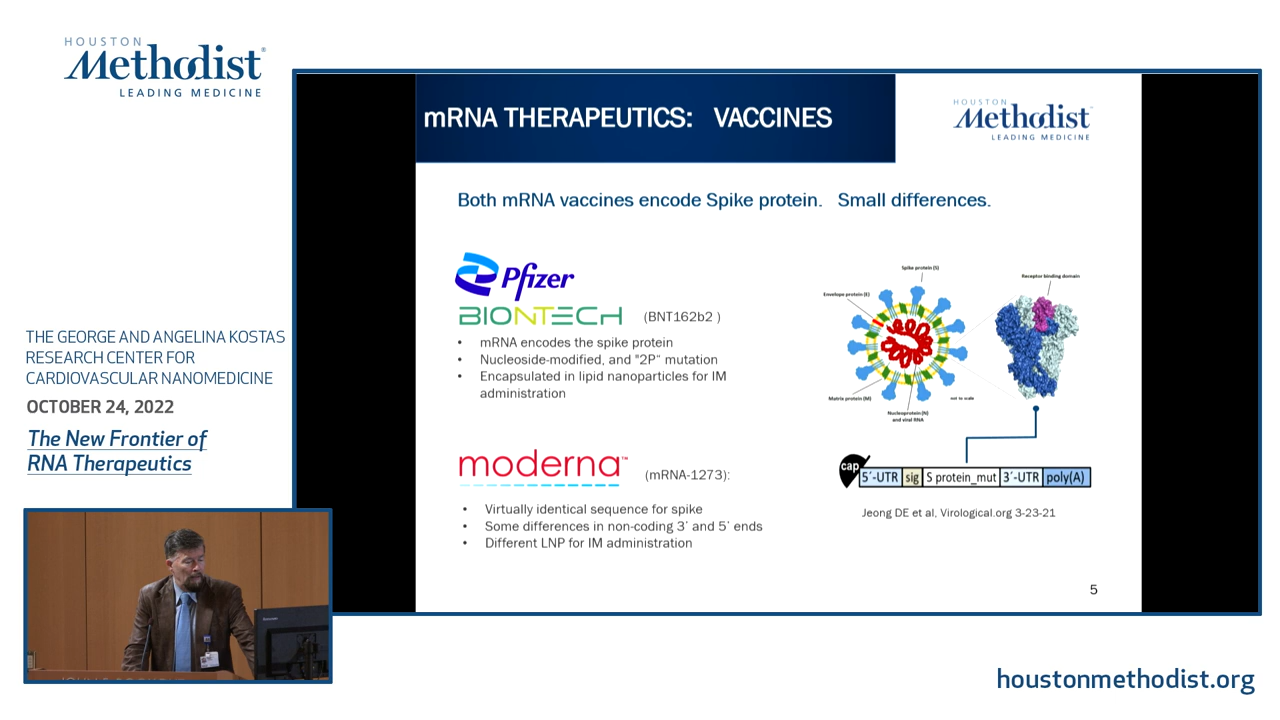 HOUSTON
Methodist®
LEADING MEDICINE
THE GEORGE AND ANGELINA KOSTAS
RESEARCH CENTER FOR
CARDIOVASCULAR NANOMEDICINE
OCTOBER 24, 2022
The New Frontier of
RNA Therapeutics
mRNA THERAPEUTICS: VACCINES
HOUSTON
Methodist
LEADING MEDICINE
Both mRNA vaccines encode Spike protein. Small differences.
Pfizer
BIONTECH (BNT162b2 )
• mRNA encodes the spike protein
• Nucleoside-modified, and "2P" mutation
• Encapsulated in lipid nanoparticles for IM
administration
moderna™ (mRNA-1273):
• Virtually identical sequence for spike
• Some differences in non-coding 3’ and 5’ ends
• Different LNP for IM administration
Spike protein (S)
Receptor binding domain
Envelope protein (E)
Matrix protein (M)
not to scale
Nucleoprotein (N)
and viral RNA
cap
5´-UTR sig S protein_mut 3´-UTR poly(A)
Jeong DE et al, Virological.org 3-23-21
5
houstonmethodist.org